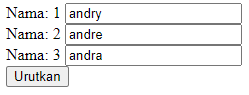 Nama: 1 andry
Nama: 2 andre
Nama: 3 andra
Urutkan